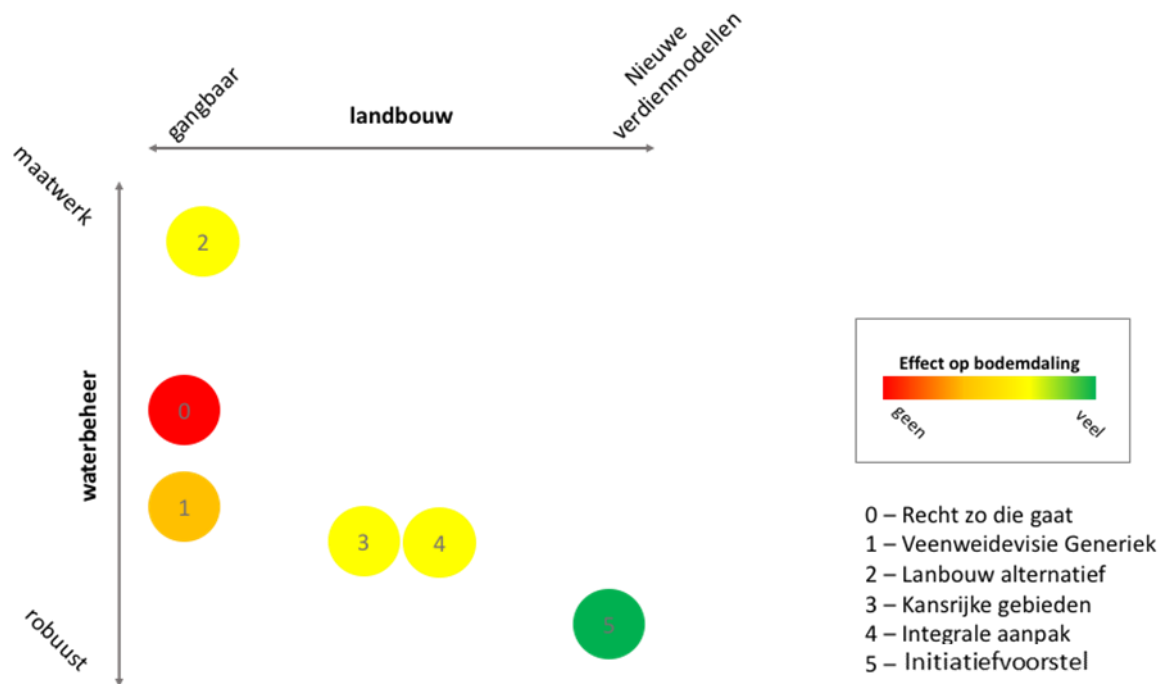 Nieuwe
verdienmodellen
gangbaar
landbouw
maatwerk
2
waterbeheer
0
1
3
4
5
robuust
Effect op bodemdaling
geen
veel
0 – Recht zo die gaat
1 – Veenweidevisie Generiek
2 – Lanbouw alternatief
3 – Kansrijke gebieden
4 – Integrale aanpak
5 – Initiatiefvoorstel